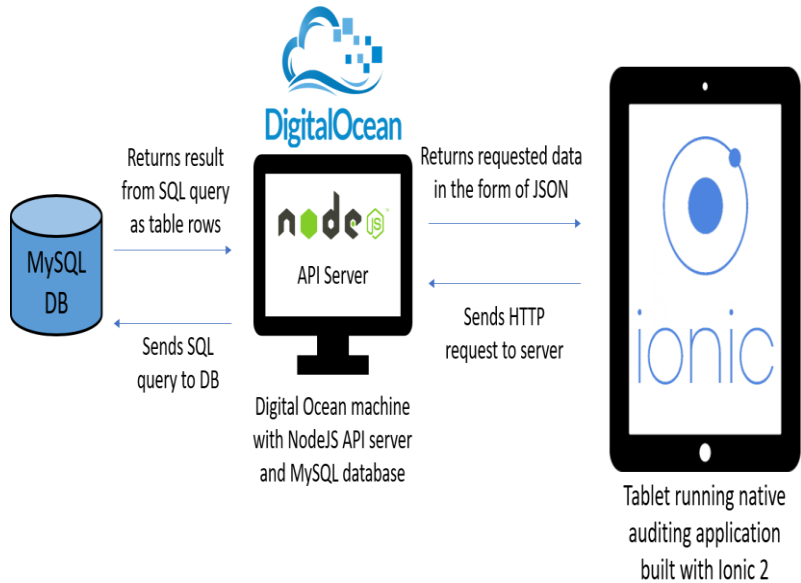 DigitalOcean
Returns result
from SQL query
as table rows
Returns requested data
in the form of JSON
node JS
API Server
MySQL
DB
Sends SQL
query to DB
Sends HTTP
request to server
ionic
Digital Ocean machine
with NodeJS API server
and MySQL database
Tablet running native
auditing application
built with Ionic 2